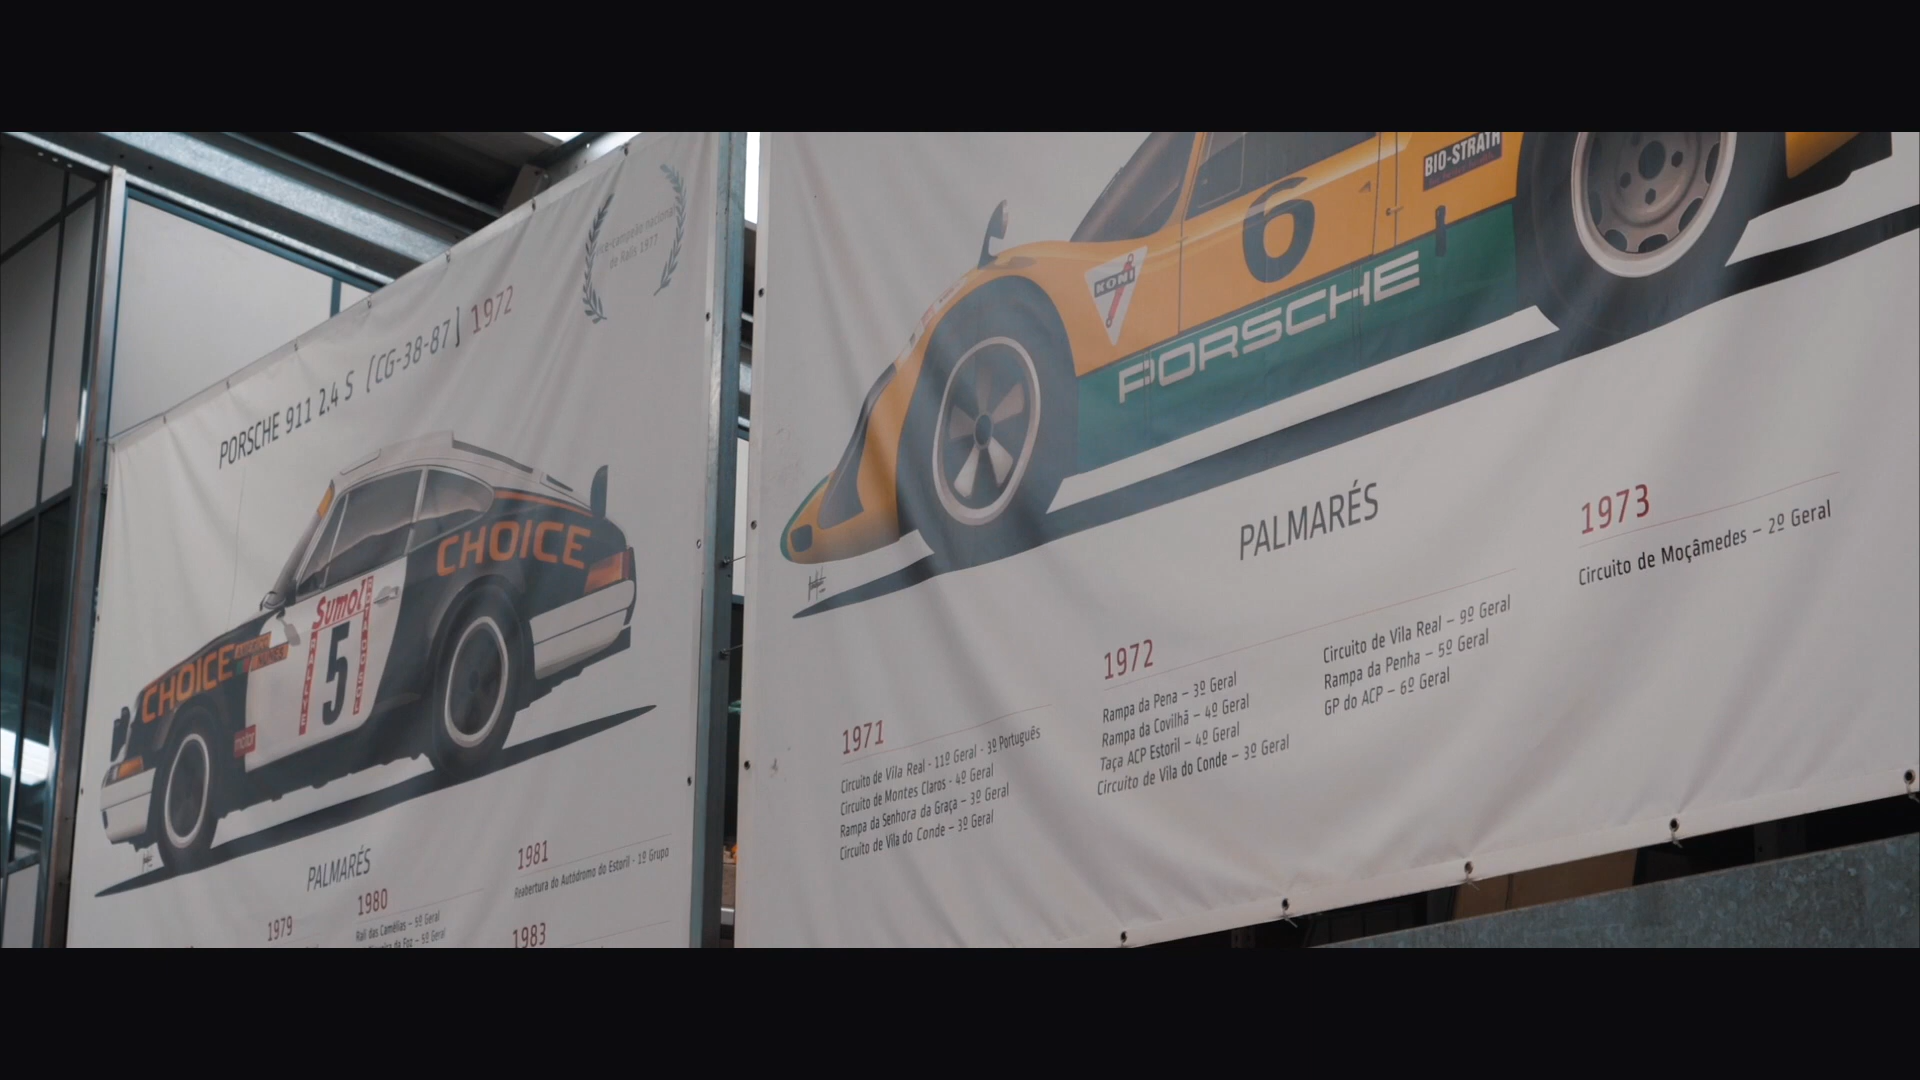 vice-campeão nacional
de Ralis 1977
PORSCHE 911 2.4 S [CG-38-87] 1972
CHOICE
CHOICE
Sumol
5
motor
PALMARÉS
1979
1980
Rali das Camélias – 5º Geral
1981
Reabertura do Autódromo do Estoril - 1º Grupo
1983
BIO-STRATH
6
KONI
PORSCHE
PALMARÉS
1971
Circuito de Vila Real - 11º Geral - 3º Português
Circuito de Montes Claros - 4º Geral
Rampa da Senhora da Graça – 3º Geral
Circuito de Vila do Conde – 3º Geral
1972
Rampa da Pena – 3º Geral
Rampa da Covilhã – 4º Geral
Taça ACP Estoril – 4º Geral
Circuito de Vila do Conde – 3º Geral
Circuito de Vila Real – 9º Geral
Rampa da Penha – 5º Geral
GP do ACP – 6º Geral
1973
Circuito de Moçâmedes – 2º Geral